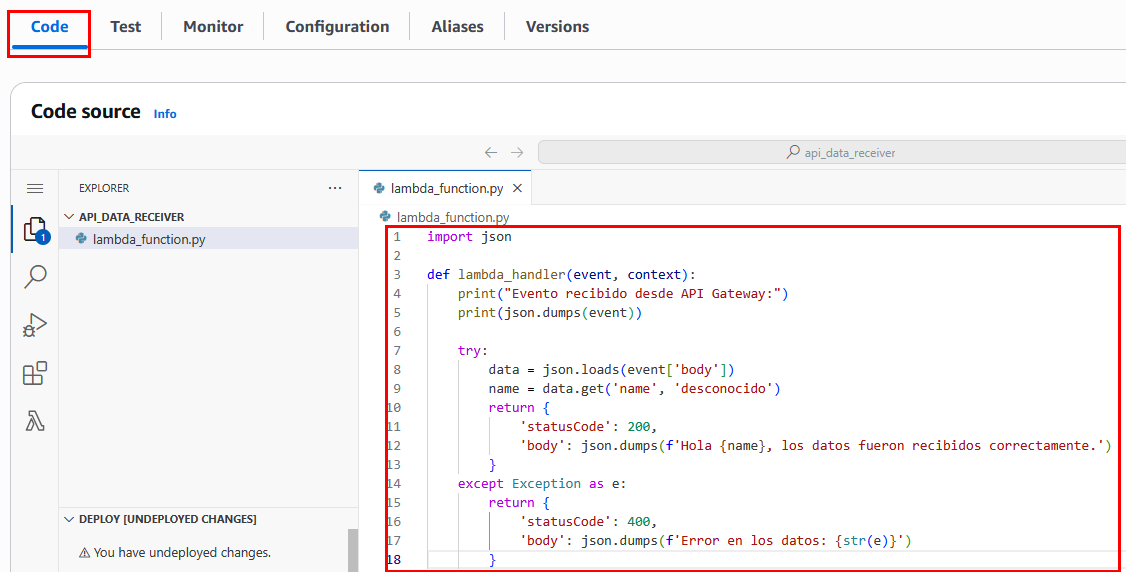 Code Test Monitor Configuration Aliases Versions
Code source Info
api_data_receiver
EXPLORER ...
API_DATA_RECEIVER
lambda_function.py
1
DEPLOY [UNDEPLOYED CHANGES]
You have undeployed changes.
lambda_function.py
lambda_function.py
1 import json
2
3 def lambda_handler(event, context):
4     print("Evento recibido desde API Gateway:")
5     print(json.dumps(event))
6
7     try:
8         data = json.loads(event['body'])
9         name = data.get('name', 'desconocido')
10         return {
11             'statusCode': 200,
12             'body': json.dumps(f'Hola {name}, los datos fueron recibidos correctamente.')
13         }
14     except Exception as e:
15         return {
16             'statusCode': 400,
17             'body': json.dumps(f'Error en los datos: {str(e)}')
18         }